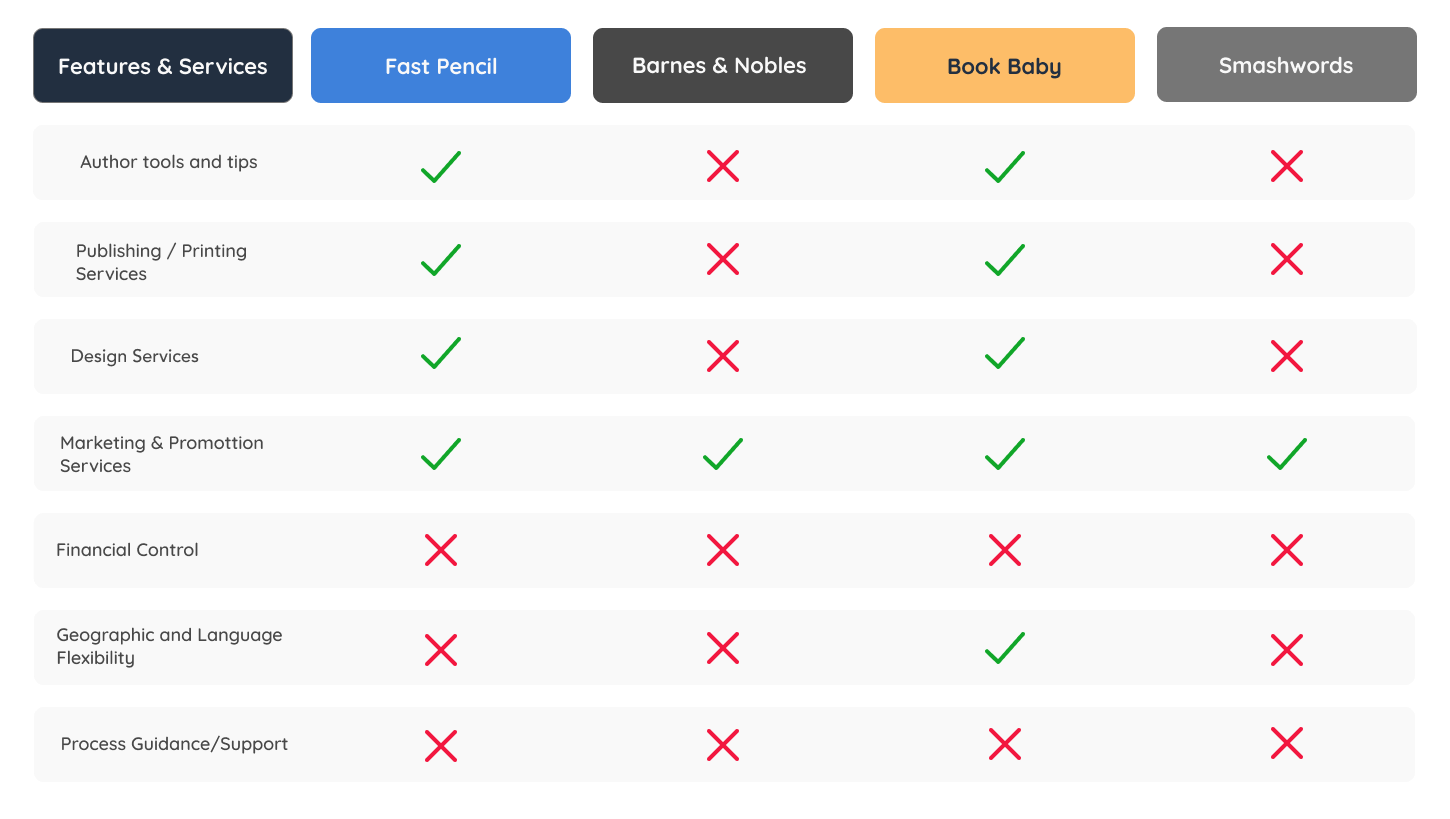 Features & Services
Fast Pencil
Barnes & Nobles
Book Baby
Smashwords
Author tools and tips
Publishing / Printing
Services
Design Services
Marketing & Promottion
Services
Financial Control
Geographic and Language
Flexibility
Process Guidance/Support